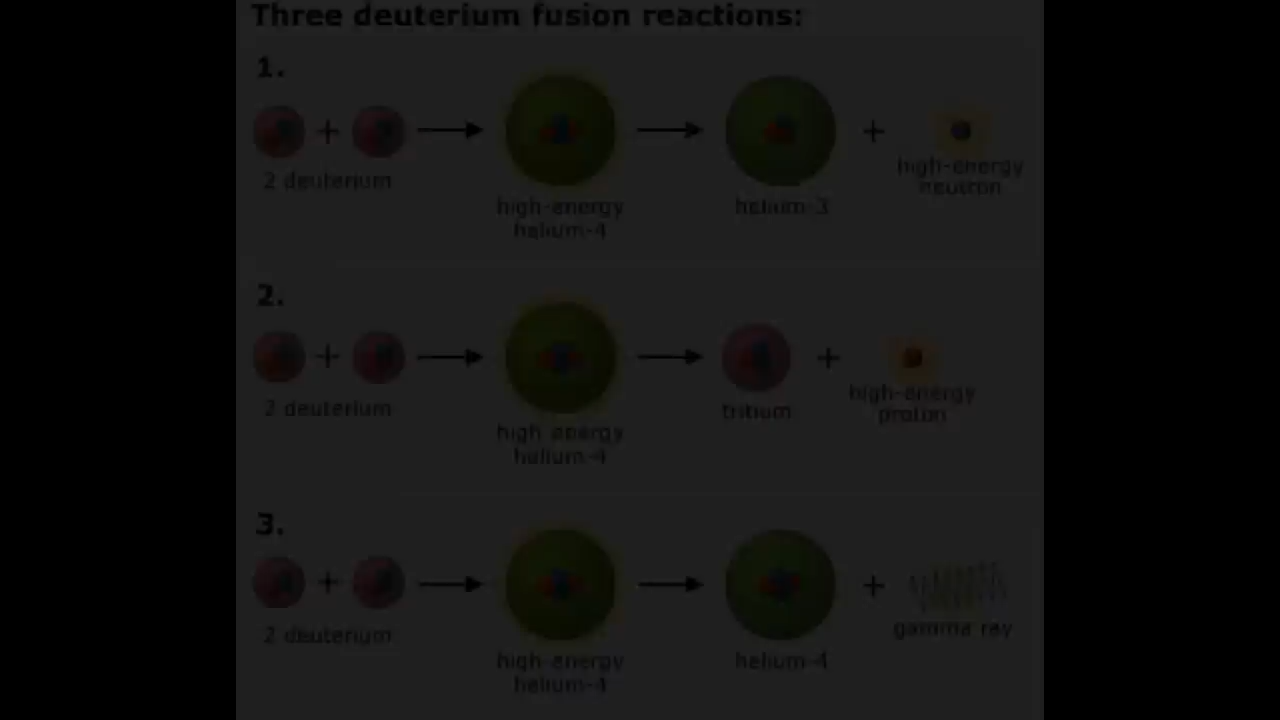 Three deuterium fusion reactions:
1.
+
+
2 deuterium
high-energy
helium-4
helium-3
high-energy
neutron
2.
+
+
2 deuterium
high energy
helium-4
tritium
high-energy
proton
3.
+
+
2 deuterium
high-energy
helium-4
helium-4
gamma ray